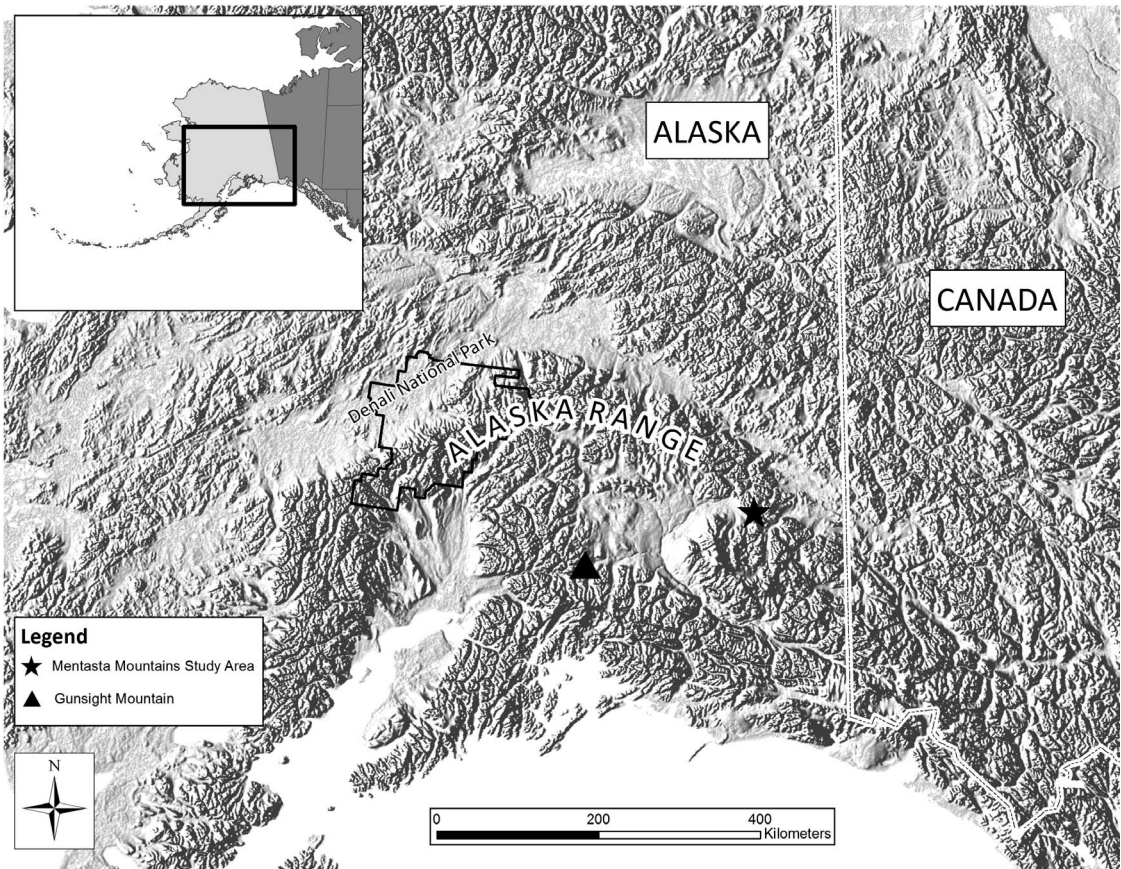 ALASKA
CANADA
Denali National Park
ALASKA RANGE
Legend
Mentasta Mountains Study Area
Gunsight Mountain
N
0 200 400
Kilometers